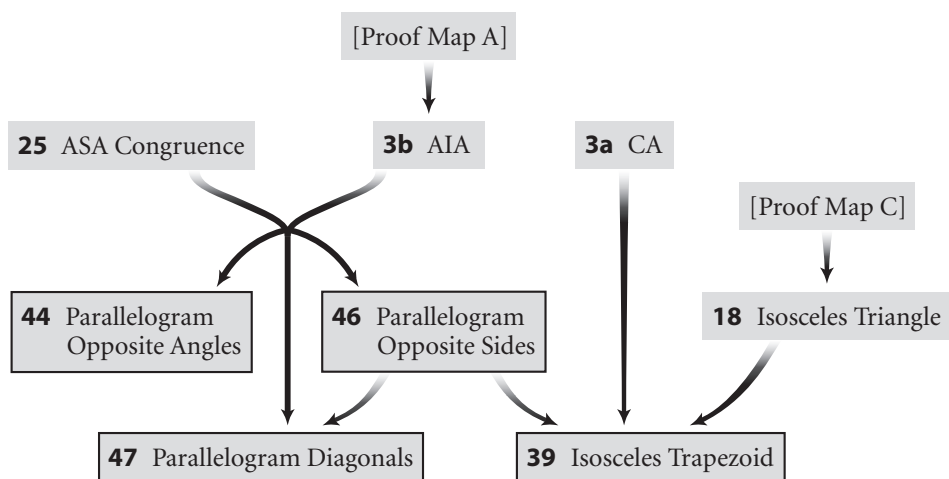 [Proof Map A]
25 ASA Congruence
3b AIA
3a CA
[Proof Map C]
44 Parallelogram
Opposite Angles
46 Parallelogram
Opposite Sides
18 Isosceles Triangle
47 Parallelogram Diagonals
39 Isosceles Trapezoid